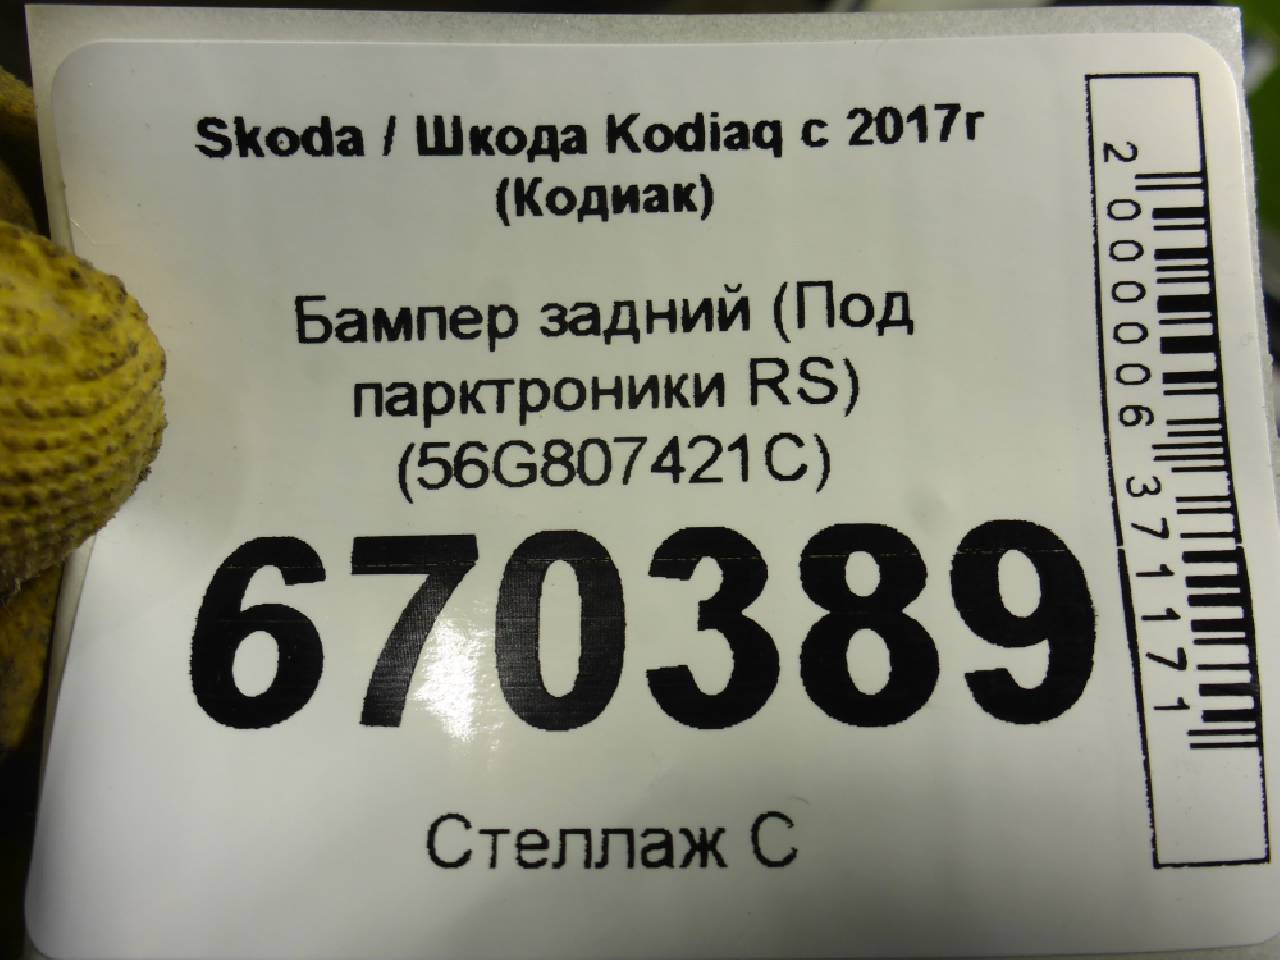 Skoda / Шкода Kodiaq с 2017г
(Кодиак)
Бампер задний (Под
парктроники RS)
(56G807421C)
670389
Стеллаж С
2000006371171